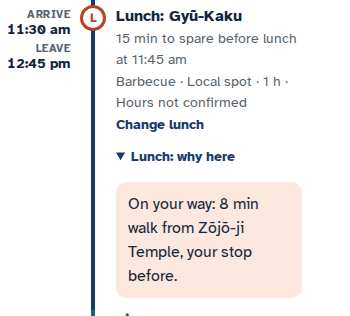 ARRIVE
11:30 am
LEAVE
12:45 pm
L
Lunch: Gyū-Kaku
15 min to spare before lunch
at 11:45 am
Barbecue · Local spot · 1 h ·
Hours not confirmed
Change lunch
▼ Lunch: why here
On your way: 8 min
walk from Zōjō-ji
Temple, your stop
before.